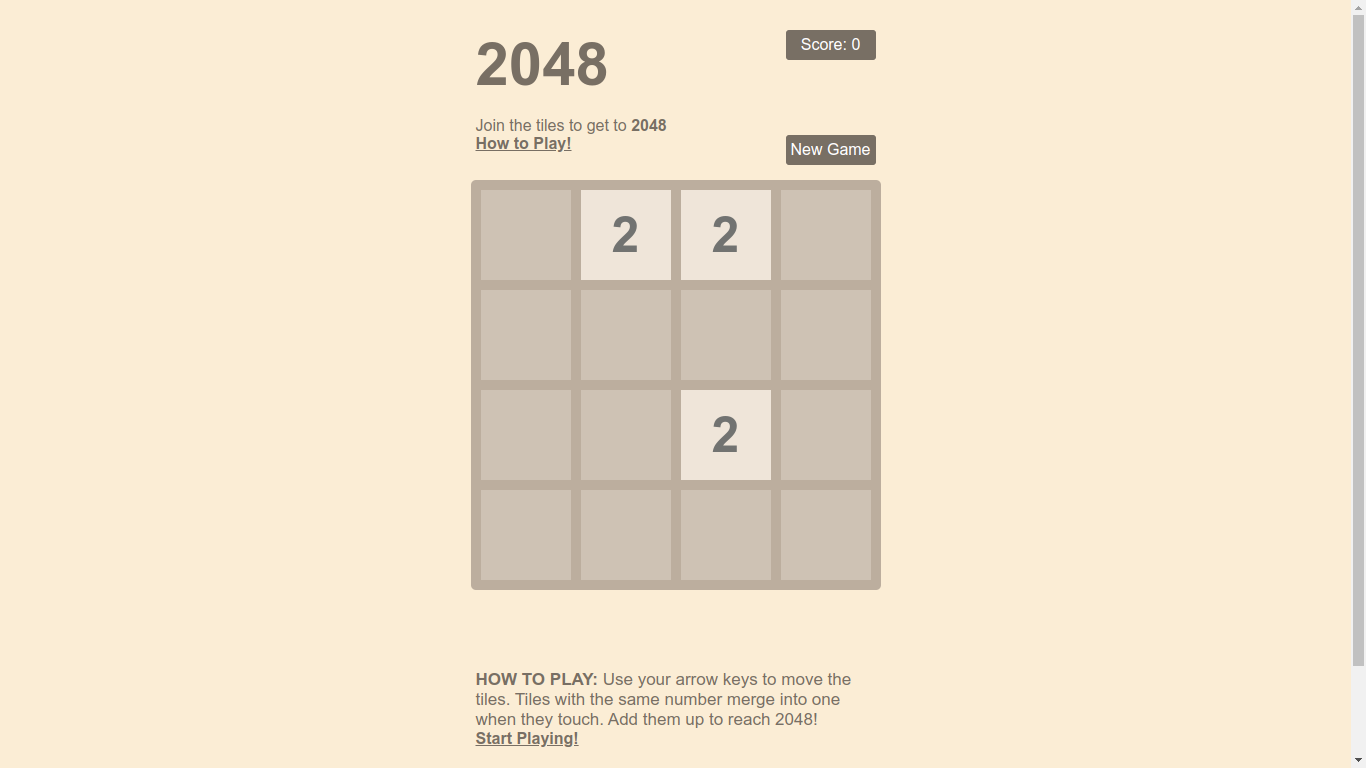 2048
Score: 0
Join the tiles to get to 2048
How to Play!
New Game
2 2
2
HOW TO PLAY: Use your arrow keys to move the
tiles. Tiles with the same number merge into one
when they touch. Add them up to reach 2048!
Start Playing!